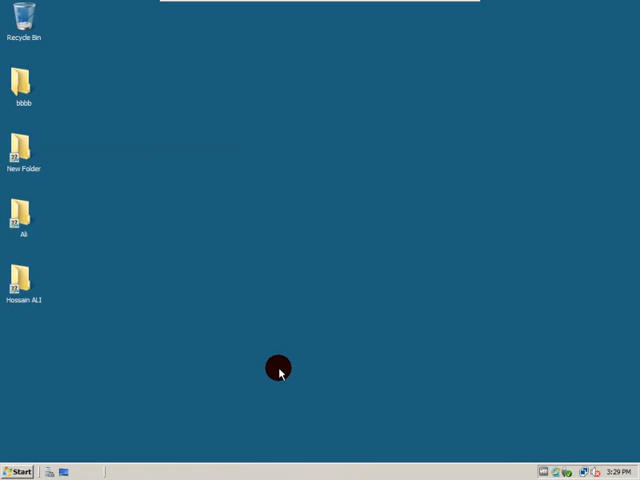 Recycle Bin
bbbb
New Folder
Ali
Hossain ALI
Start
3:29 PM